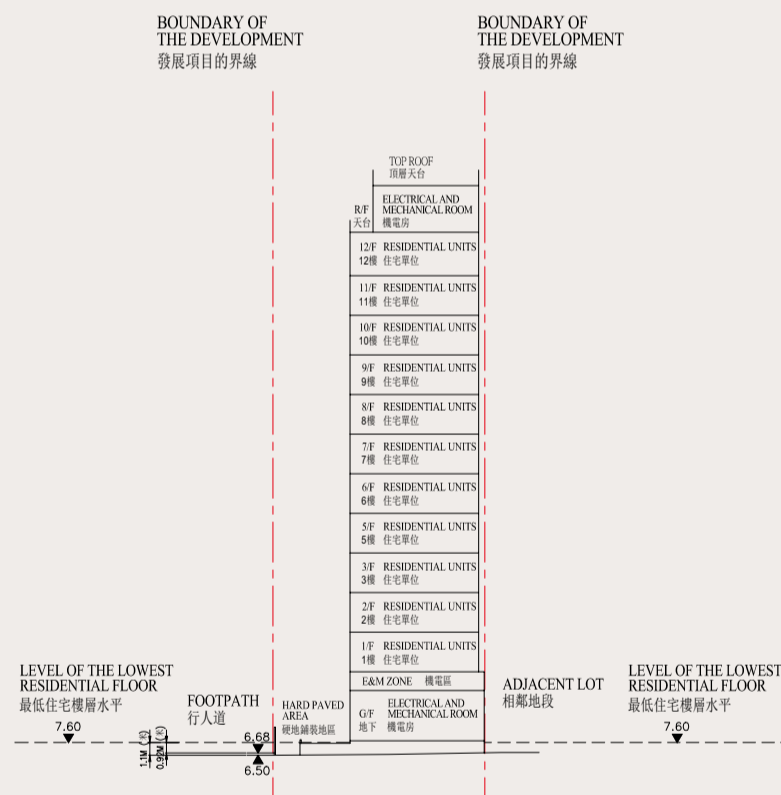 BOUNDARY OF
THE DEVELOPMENT
發展項目的界線
BOUNDARY OF
THE DEVELOPMENT
發展項目的界線
TOP ROOF
頂層天台
R/F
天台
ELECTRICAL AND
MECHANICAL ROOM
機電房
12/F RESIDENTIAL UNITS
12樓 住宅單位
11/F RESIDENTIAL UNITS
11樓 住宅單位
10/F RESIDENTIAL UNITS
10樓 住宅單位
9/F RESIDENTIAL UNITS
9樓 住宅單位
8/F RESIDENTIAL UNITS
8樓 住宅單位
7/F RESIDENTIAL UNITS
7樓 住宅單位
6/F RESIDENTIAL UNITS
6樓 住宅單位
5/F RESIDENTIAL UNITS
5樓 住宅單位
3/F RESIDENTIAL UNITS
3樓 住宅單位
2/F RESIDENTIAL UNITS
2樓 住宅單位
1/F RESIDENTIAL UNITS
1樓 住宅單位
E&M ZONE 機電區
G/F
地下
ELECTRICAL AND
MECHANICAL ROOM
機電房
LEVEL OF THE LOWEST
RESIDENTIAL FLOOR
最低住宅樓層水平
7.60
1.1M (米)
0.92M (米)
FOOTPATH
行人道
6.68
6.50
HARD PAVED
AREA
硬地鋪裝地區
ADJACENT LOT
相鄰地段
LEVEL OF THE LOWEST
RESIDENTIAL FLOOR
最低住宅樓層水平
7.60